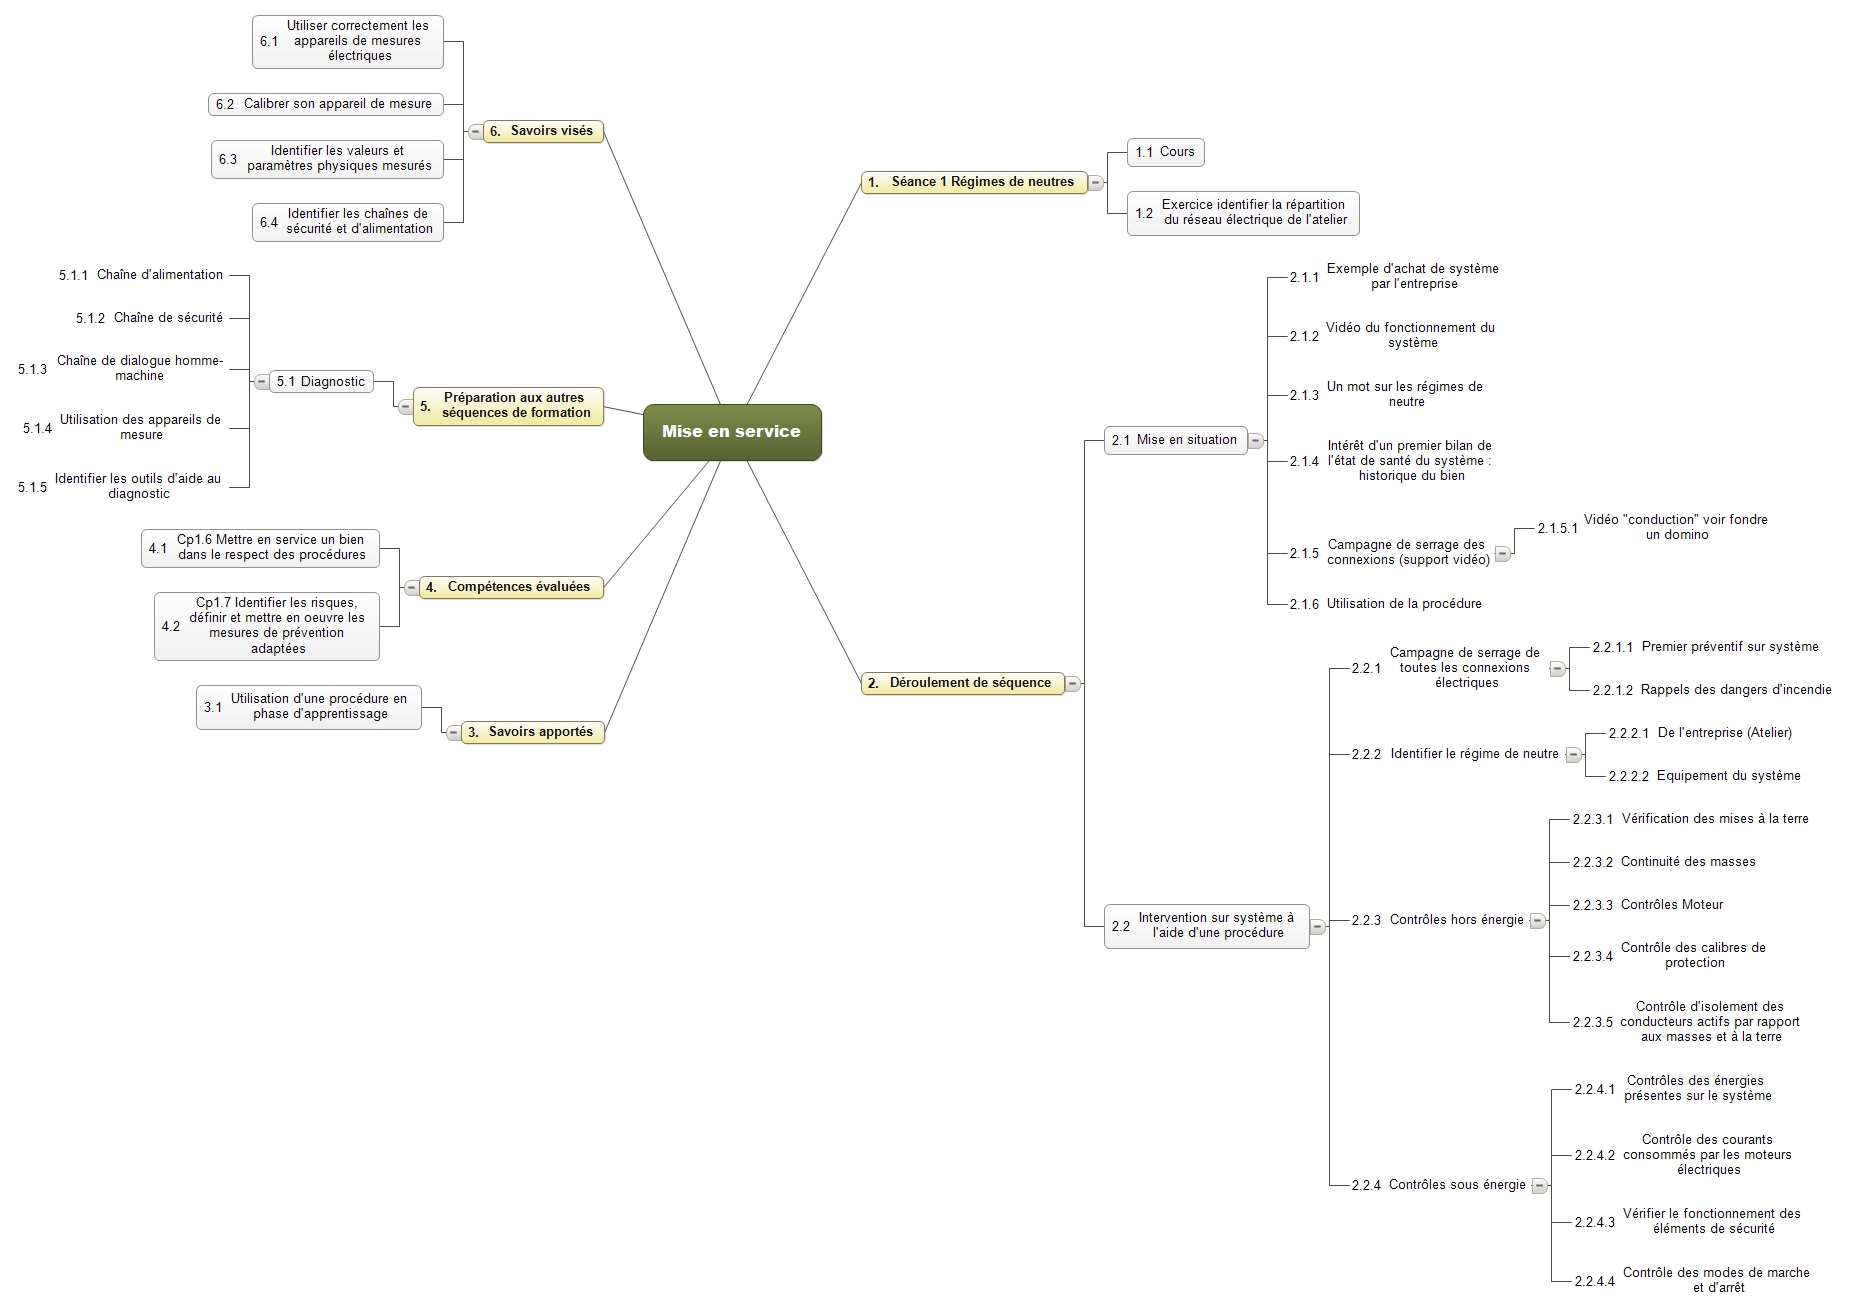 Mise en service
1. Séance 1 Régimes de neutres
1.1 Cours
1.2 Exercice identifier la répartition
du réseau électrique de l'atelier
2. Déroulement de séquence
2.1 Mise en situation
2.1.1 Exemple d'achat de système
par l'entreprise
2.1.2 Vidéo du fonctionnement du
système
2.1.3 Un mot sur les régimes de
neutre
2.1.4 Intérêt d'un premier bilan de
l'état de santé du système :
historique du bien
2.1.5 Campagne de serrage des
connexions (support vidéo)
2.1.5.1 Vidéo "conduction" voir fondre
un domino
2.1.6 Utilisation de la procédure
2.2 Intervention sur système à
l'aide d'une procédure
2.2.1 Campagne de serrage de
toutes les connexions
électriques
2.2.1.1 Premier préventif sur système
2.2.1.2 Rappels des dangers d'incendie
2.2.2 Identifier le régime de neutre
2.2.2.1 De l'entreprise (Atelier)
2.2.2.2 Equipement du système
2.2.3 Contrôles hors énergie
2.2.3.1 Vérification des mises à la terre
2.2.3.2 Continuité des masses
2.2.3.3 Contrôles Moteur
2.2.3.4 Contrôle des calibres de
protection
2.2.3.5 Contrôle d'isolement des
conducteurs actifs par rapport
aux masses et à la terre
2.2.4 Contrôles sous énergie
2.2.4.1 Contrôles des énergies
présentes sur le système
2.2.4.2 Contrôle des courants
consommés par les moteurs
électriques
2.2.4.3 Vérifier le fonctionnement des
éléments de sécurité
2.2.4.4 Contrôle des modes de marche
et d'arrêt
3. Savoirs apportés
3.1 Utilisation d'une procédure en
phase d'apprentissage
4. Compétences évaluées
4.1 Cp1.6 Mettre en service un bien
dans le respect des procédures
4.2 Cp1.7 Identifier les risques,
définir et mettre en oeuvre les
mesures de prévention
adaptées
5. Préparation aux autres
séquences de formation
5.1 Diagnostic
5.1.1 Chaîne d'alimentation
5.1.2 Chaîne de sécurité
5.1.3 Chaîne de dialogue homme-
machine
5.1.4 Utilisation des appareils de
mesure
5.1.5 Identifier les outils d'aide au
diagnostic
6. Savoirs visés
6.1 Utiliser correctement les
appareils de mesures
électriques
6.2 Calibrer son appareil de mesure
6.3 Identifier les valeurs et
paramètres physiques mesurés
6.4 Identifier les chaînes de
sécurité et d'alimentation